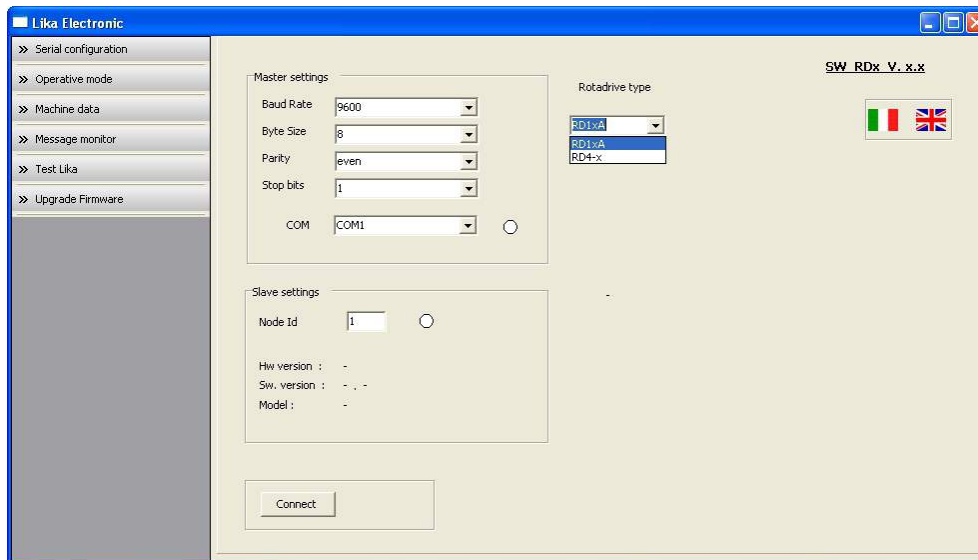 Lika Electronic
Serial configuration
Operative mode
Machine data
Message monitor
Test Lika
Upgrade Firmware
SW RDx V. x.x
Master settings
Baud Rate 9600
Byte Size 8
Parity even
Stop bits 1
COM COM1
Rotadrive type
RD1xA
RD1xA
RD4-x
Slave settings
Node Id 1
Hw version : -
Sw. version : - . -
Model : -
-
Connect